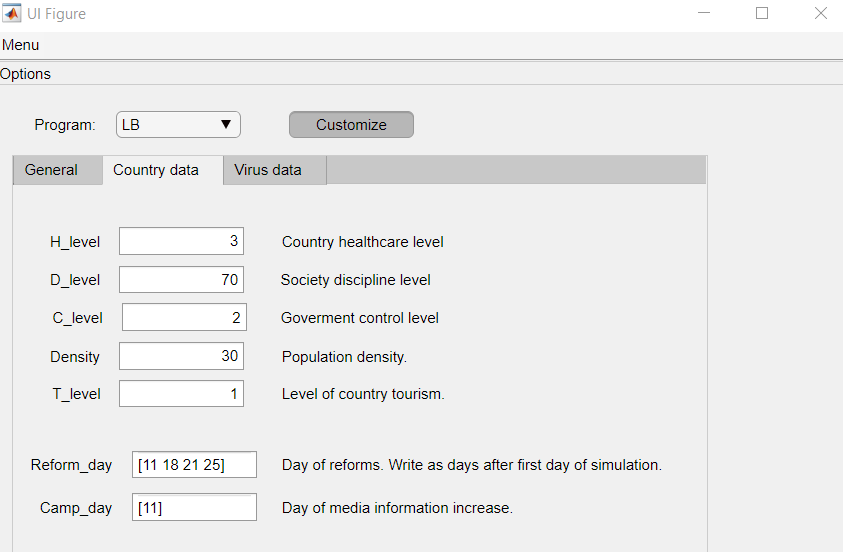 UI Figure
Menu
Options
Program: LB Customize
General Country data Virus data
H_level 3 Country healthcare level
D_level 70 Society discipline level
C_level 2 Goverment control level
Density 30 Population density.
T_level 1 Level of country tourism.
Reform_day [11 18 21 25] Day of reforms. Write as days after first day of simulation.
Camp_day [11] Day of media information increase.